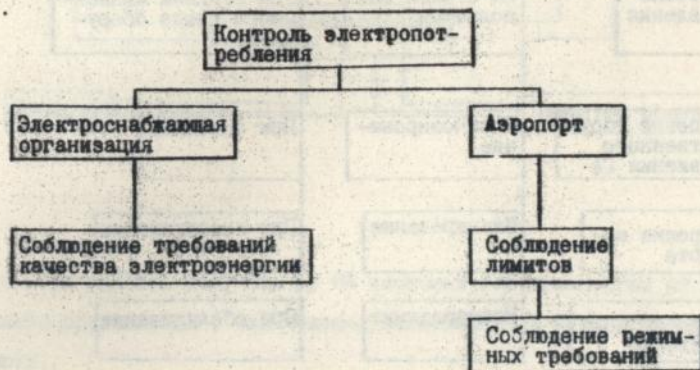 Контроль электропот-
ребления
Электроснабжающая
организация
Аэропорт
Соблюдение требований
качества электроэнергии
Соблюдение
лимитов
Соблюдение режим-
ных требований